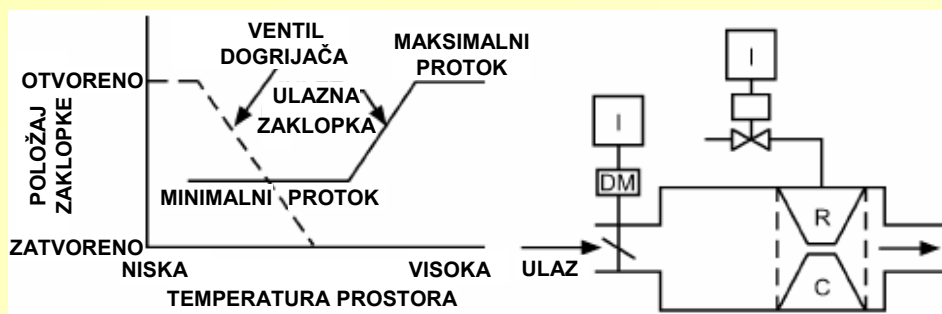 VENTIL
DOGRIJAČA
MAKSIMALNI
PROTOK
OTVORENO
ULAZNA
ZAKLOPKA
POLOŽAJ
ZAKLOPKE
MINIMALNI PROTOK
ZATVORENO
NISKA
VISOKA
TEMPERATURA PROSTORA
I
I
DM
R
C
ULAZ